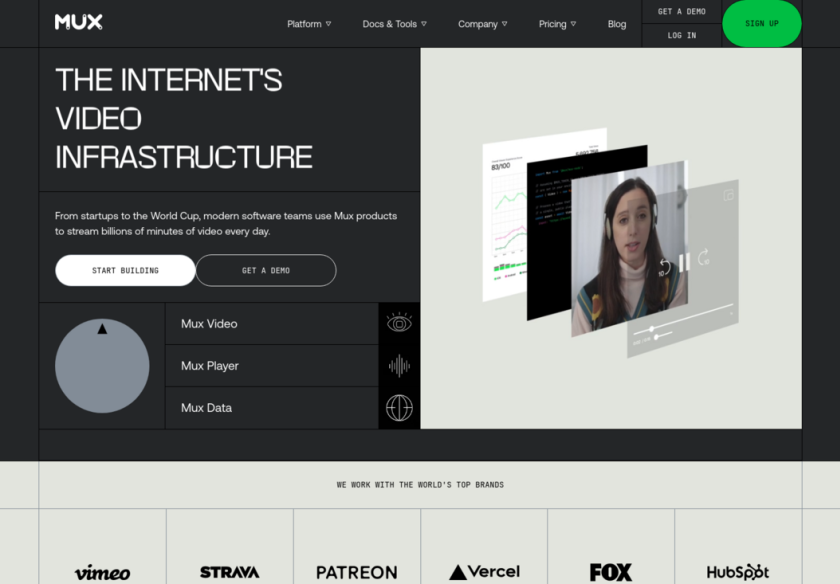 MUX
Platform
Docs & Tools
Company
Pricing
Blog
GET A DEMO
LOG IN
SIGN UP
THE INTERNET'S
VIDEO
INFRASTRUCTURE
From startups to the World Cup, modern software teams use Mux products
to stream billions of minutes of video every day.
START BUILDING
GET A DEMO
Mux Video
Mux Player
Mux Data
83/100
10
10
WE WORK WITH THE WORLD'S TOP BRANDS
vimeo
STRAVA
PATREON
Vercel
FOX
HubSpot